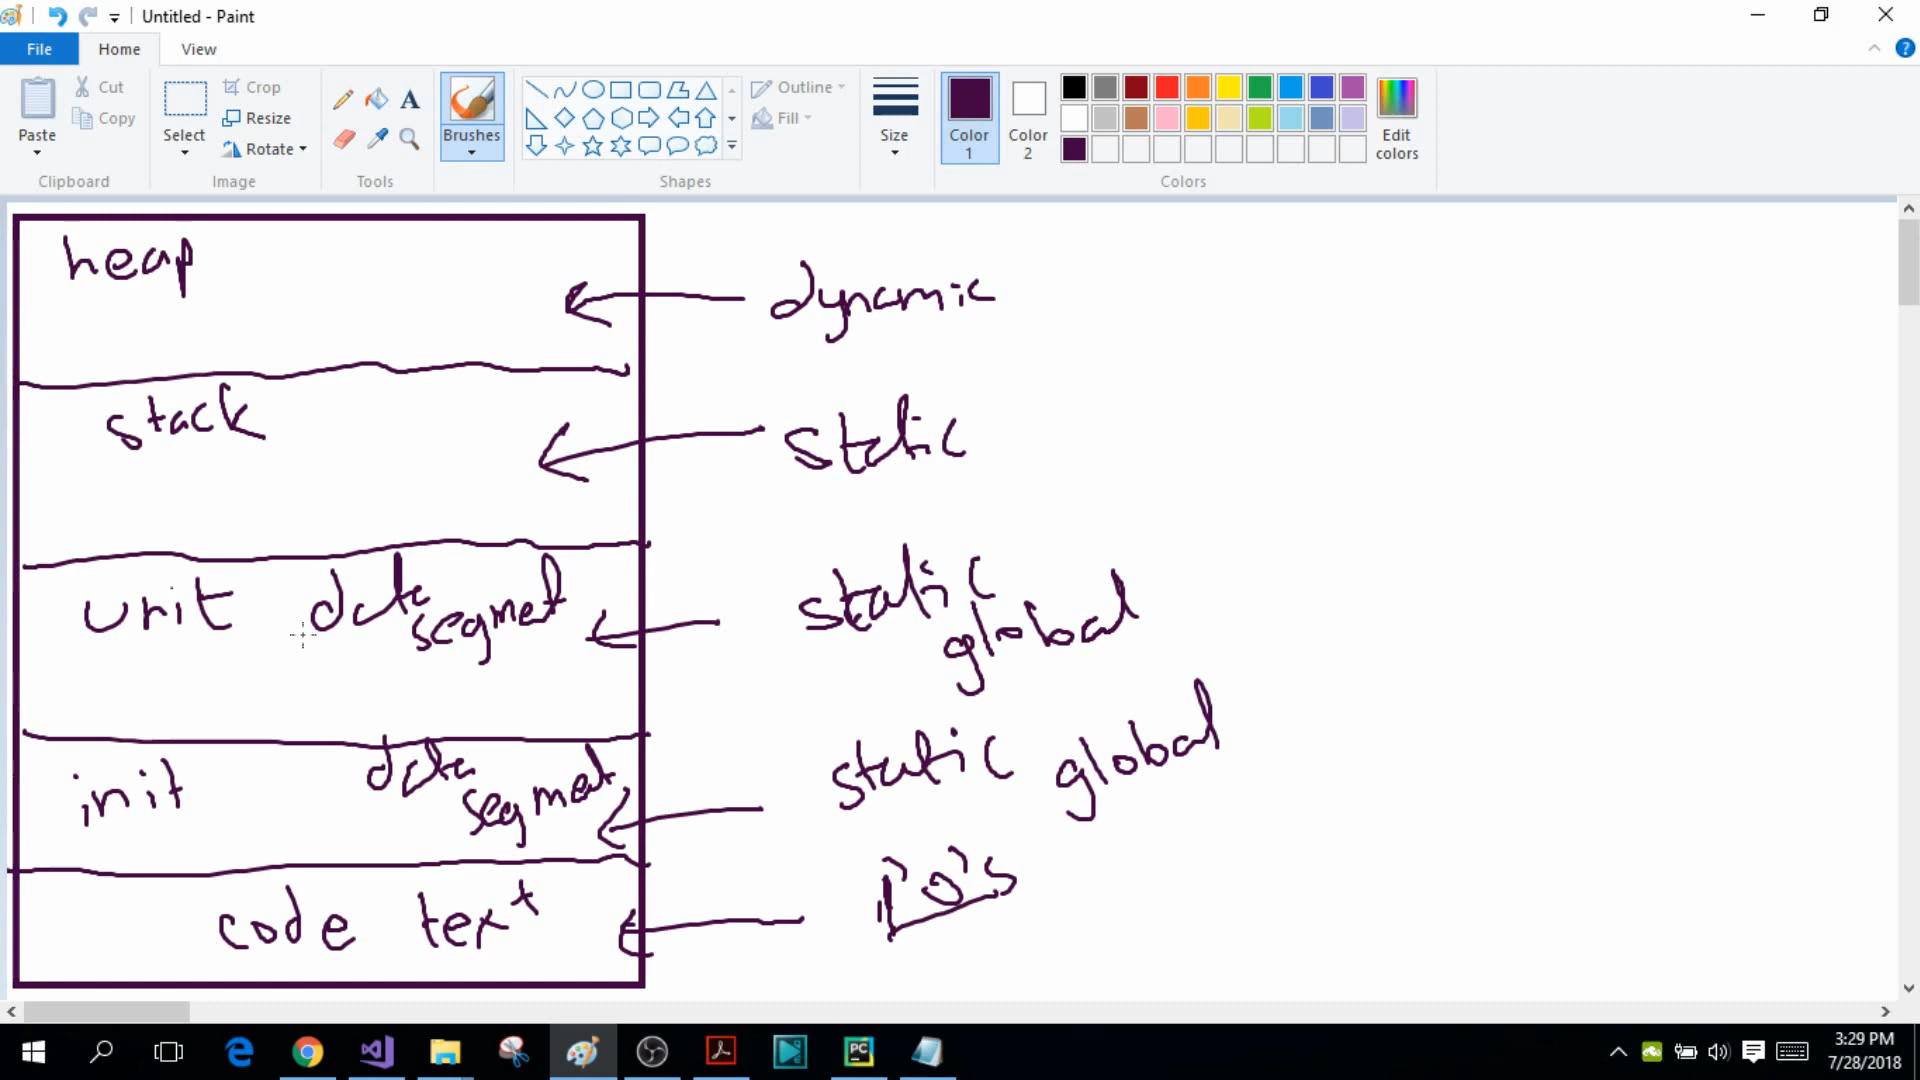 Untitled - Paint
File Home View
Paste
Cut
Copy
Clipboard
Select
Crop
Resize
Rotate
Image
A
Tools
Brushes
Shapes
Outline
Fill
Size
Color 1
Color 2
Edit colors
Colors
heap
dynamic
stack
static
unit data segmet
static global
init data segmet
static global
code text
3:29 PM
7/28/2018